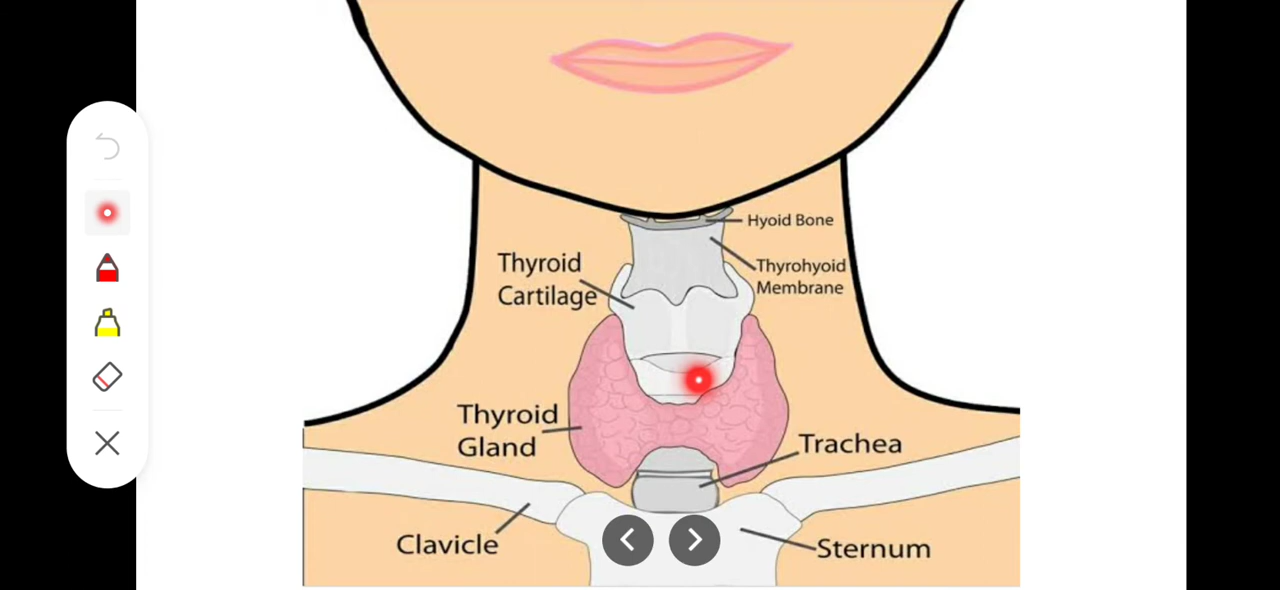 Hyoid Bone
Thyroid
Cartilage
Thyrohyoid
Membrane
Thyroid
Gland
Trachea
Clavicle
Sternum